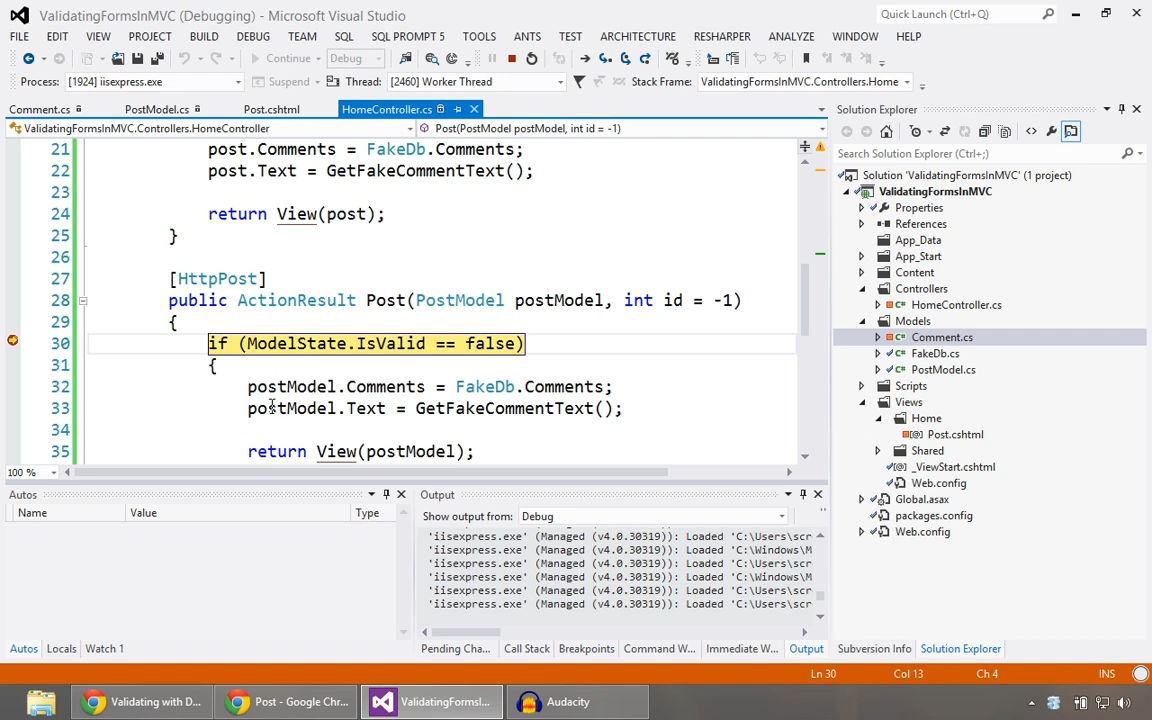 ValidatingFormsInMVC (Debugging) - Microsoft Visual Studio
Quick Launch (Ctrl+Q)
FILE EDIT VIEW PROJECT BUILD DEBUG TEAM SQL SQL PROMPT 5 TOOLS ANTS TEST ARCHITECTURE RESHARPER ANALYZE WINDOW HELP
Continue Debug
Process: [1924] iisexpress.exe Suspend Thread: [2460] Worker Thread Stack Frame: ValidatingFormsInMVC.Controllers.Home
Comment.cs PostModel.cs Post.cshtml HomeController.cs
ValidatingFormsInMVC.Controllers.HomeController Post(PostModel postModel, int id = -1)
21 post.Comments = FakeDb.Comments;
22 post.Text = GetFakeCommentText();
23
24 return View(post);
25 }
26
27 [HttpPost]
28 public ActionResult Post(PostModel postModel, int id = -1)
29 {
30 if (ModelState.IsValid == false)
31 {
32 postModel.Comments = FakeDb.Comments;
33 postModel.Text = GetFakeCommentText();
34
35 return View(postModel);
100 %
Solution Explorer
Search Solution Explorer (Ctrl+;)
Solution 'ValidatingFormsInMVC' (1 project)
ValidatingFormsInMVC
Properties
References
App_Data
App_Start
Content
Controllers
HomeController.cs
Models
Comment.cs
FakeDb.cs
PostModel.cs
Scripts
Views
Home
Post.cshtml
Shared
_ViewStart.cshtml
Web.config
Global.asax
packages.config
Web.config
Autos
Name Value Type
Output
Show output from: Debug
'iisexpress.exe' (Managed (v4.0.30319)): Loaded 'C:\Users\scr
'iisexpress.exe' (Managed (v4.0.30319)): Loaded 'C:\Windows\M
'iisexpress.exe' (Managed (v4.0.30319)): Loaded 'C:\Users\scr
'iisexpress.exe' (Managed (v4.0.30319)): Loaded 'C:\Windows\M
'iisexpress.exe' (Managed (v4.0.30319)): Loaded 'C:\Users\scr
'iisexpress.exe' (Managed (v4.0.30319)): Loaded 'C:\Users\scr
Autos Locals Watch 1
Pending Cha... Call Stack Breakpoints Command W... Immediate W... Output
Subversion Info Solution Explorer
Ln 30 Col 13 Ch 4 INS
Validating with D... Post - Google Chr... ValidatingFormsI... Audacity